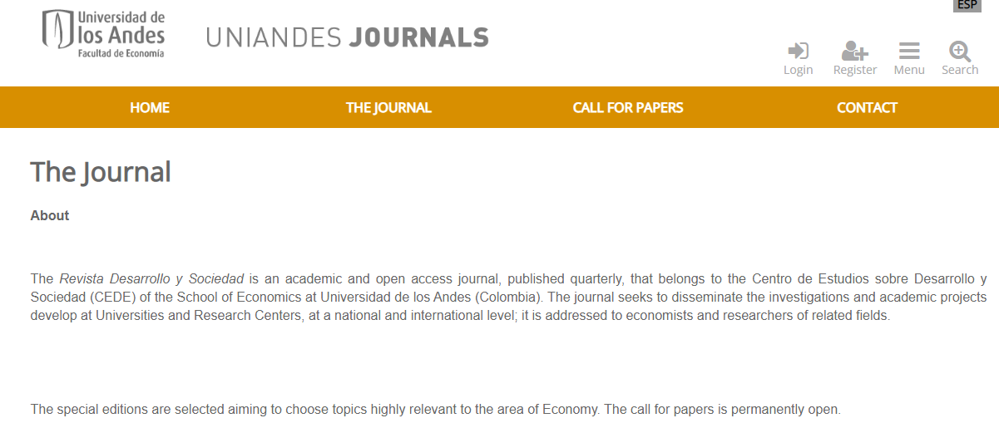 ESP
Universidad de
los Andes
Facultad de Economía
UNIANDES JOURNALS
Login
Register
Menu
Search
HOME
THE JOURNAL
CALL FOR PAPERS
CONTACT
The Journal
About
The Revista Desarrollo y Sociedad is an academic and open access journal, published quarterly, that belongs to the Centro de Estudios sobre Desarrollo y
Sociedad (CEDE) of the School of Economics at Universidad de los Andes (Colombia). The journal seeks to disseminate the investigations and academic projects
develop at Universities and Research Centers, at a national and international level; it is addressed to economists and researchers of related fields.
The special editions are selected aiming to choose topics highly relevant to the area of Economy. The call for papers is permanently open.